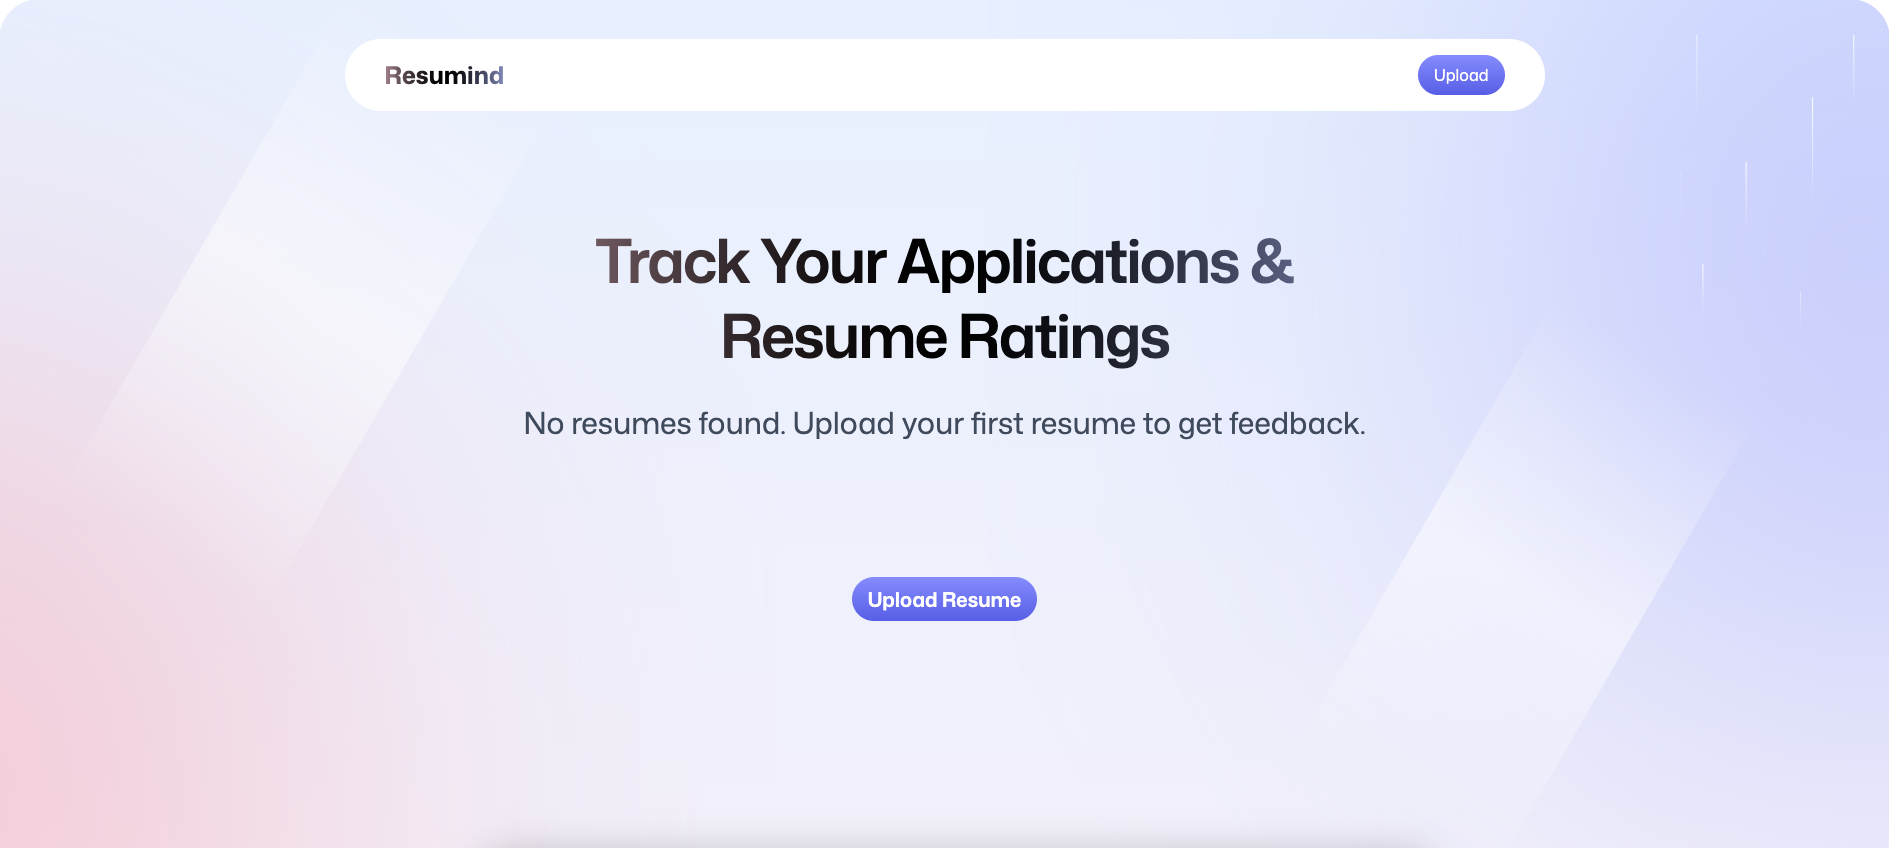 Resumind
Upload
Track Your Applications &
Resume Ratings
No resumes found. Upload your first resume to get feedback.
Upload Resume